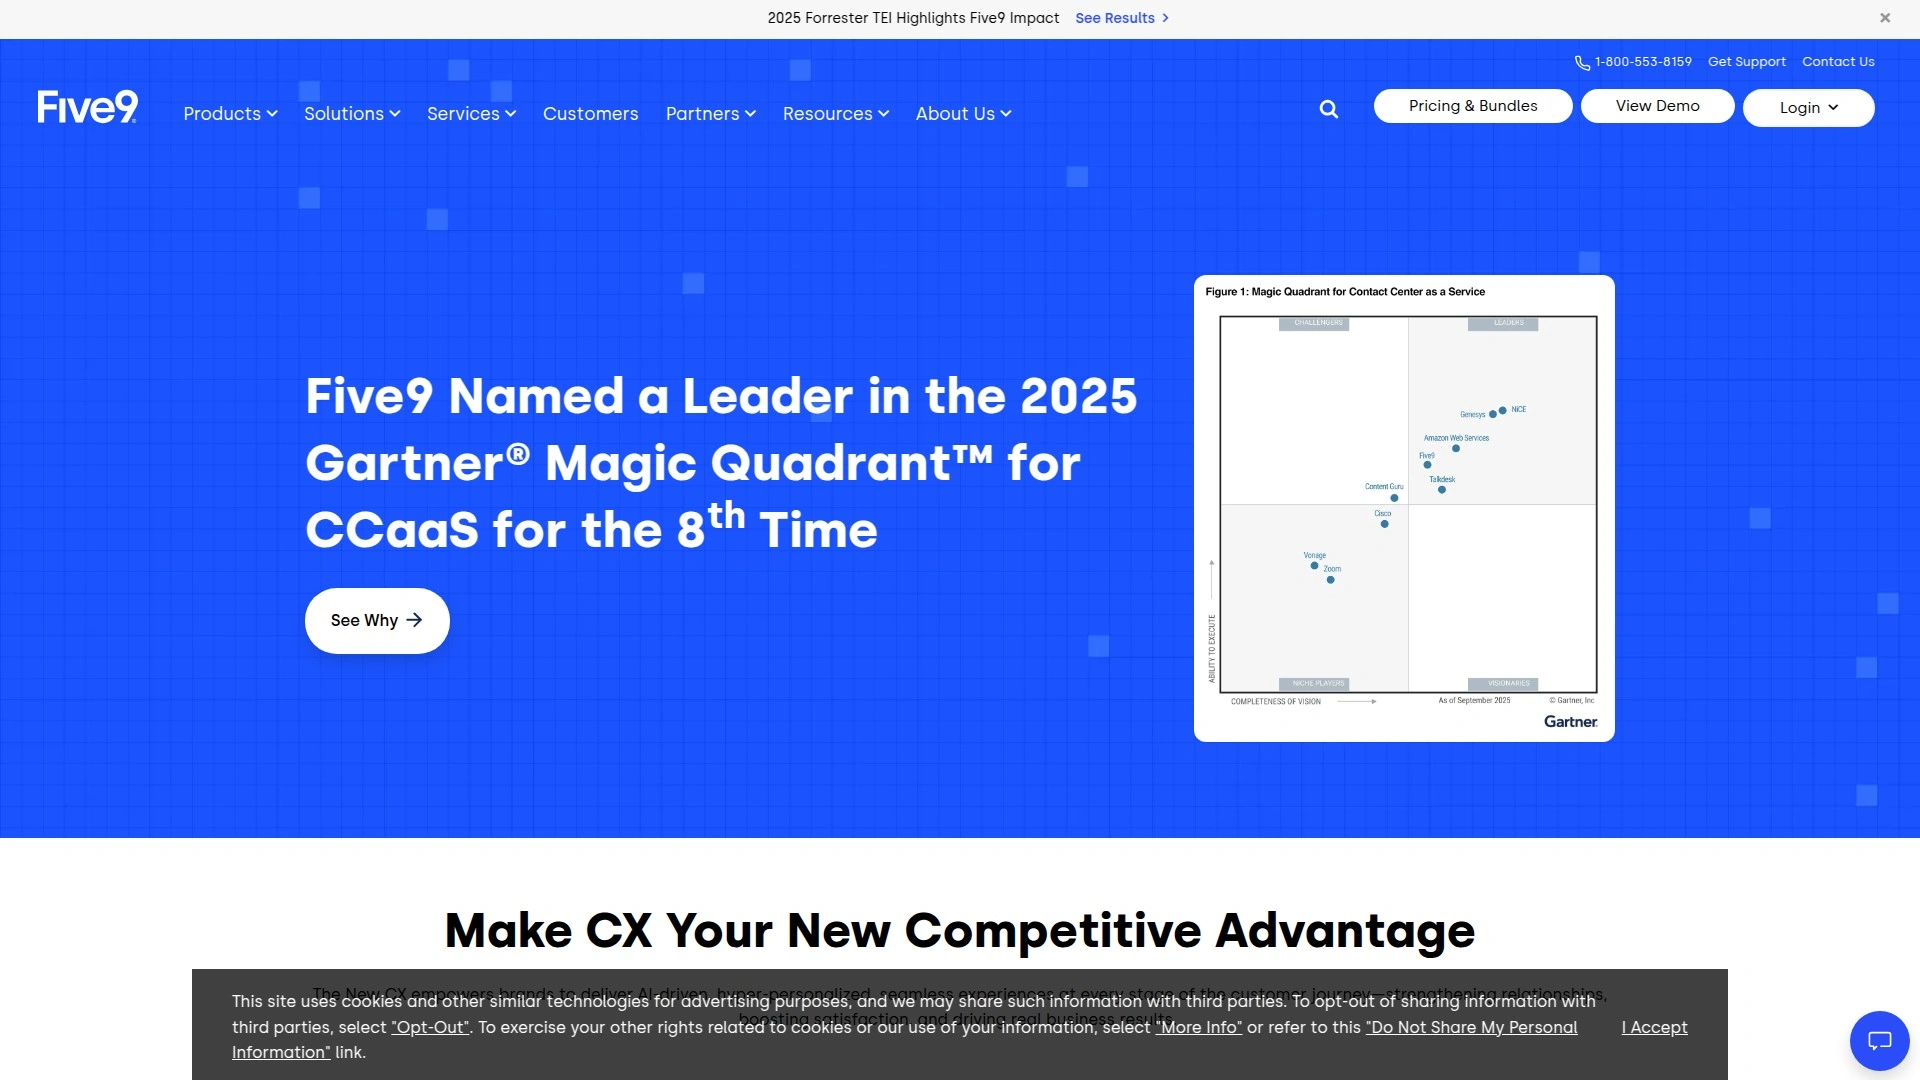 2025 Forrester TEI Highlights Five9 Impact See Results
1-800-553-8159 Get Support Contact Us
Five9 Products Solutions Services Customers Partners Resources About Us Pricing & Bundles View Demo Login
Figure 1: Magic Quadrant for Contact Center as a Service
CHALLENGERS LEADERS
Genesys NiCE
Amazon Web Services
Five9
Talkdesk
Content Guru
Cisco
Vonage
Zoom
ABILITY TO EXECUTE
NICHE PLAYERS VISIONARIES
COMPLETENESS OF VISION As of September 2025 © Gartner, Inc
Gartner
Five9 Named a Leader in the 2025
Gartner® Magic Quadrant™ for
CCaaS for the 8th Time
See Why
Make CX Your New Competitive Advantage
The New CX empowers brands to deliver AI-driven, hyper-personalized, seamless experiences at every stage of the customer journey—strengthening relationships,
boosting satisfaction, and driving real business results.
This site uses cookies and other similar technologies for advertising purposes, and we may share such information with third parties. To opt-out of sharing information with
third parties, select "Opt-Out". To exercise your other rights related to cookies or our use of your information, select "More Info" or refer to this "Do Not Share My Personal
Information" link.
I Accept